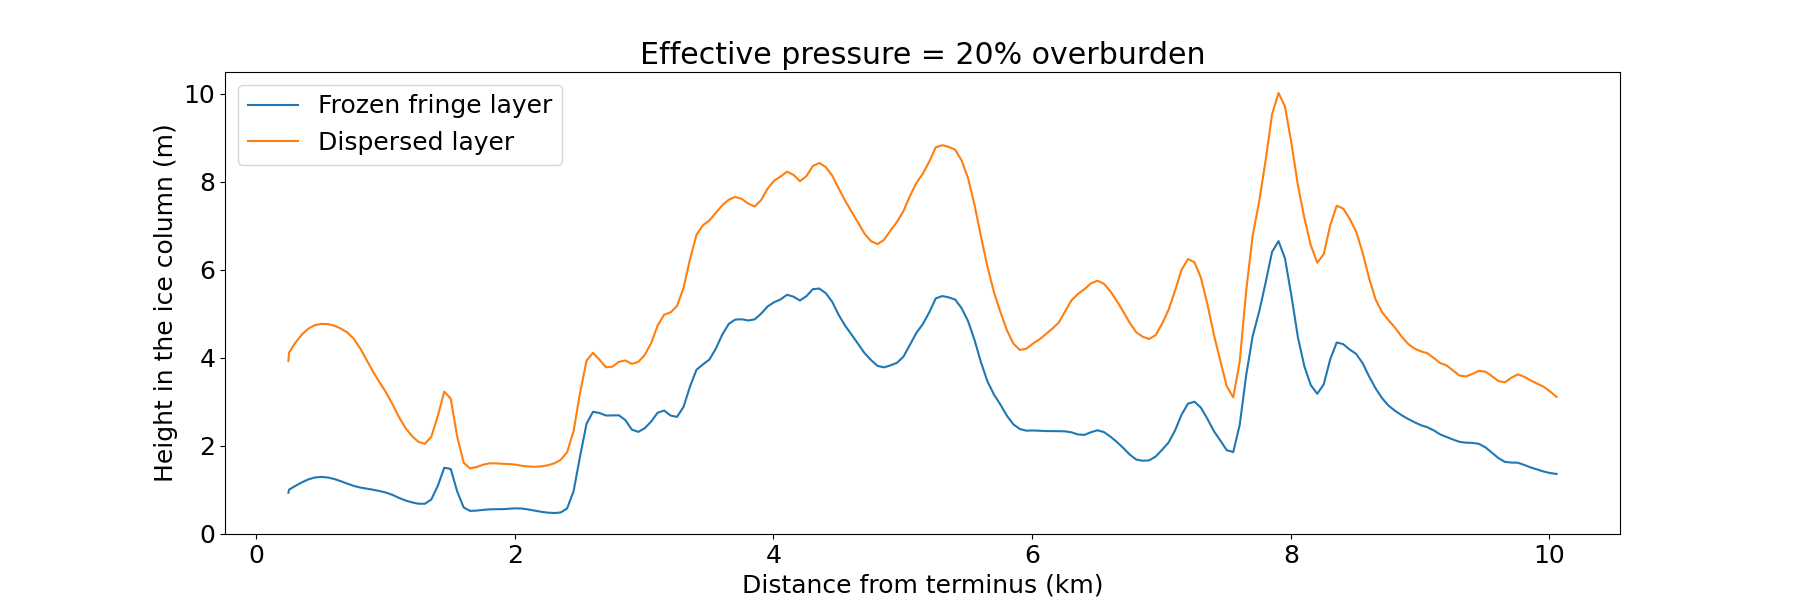 Effective pressure = 20% overburden
Frozen fringe layer
Dispersed layer
Height in the ice column (m)
10
8
6
4
2
0
0 2 4 6 8 10
Distance from terminus (km)